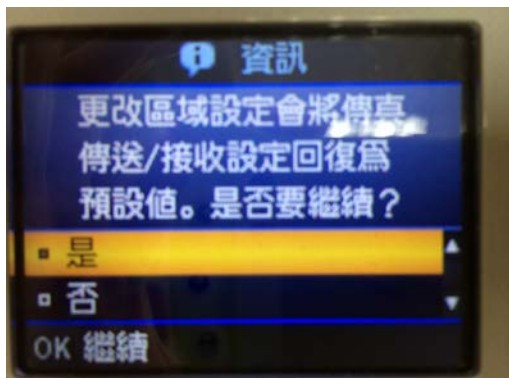 資訊
更改區域設定會將傳真
傳送/接收設定回復為
預設值。是否要繼續？
是
否
OK 繼續